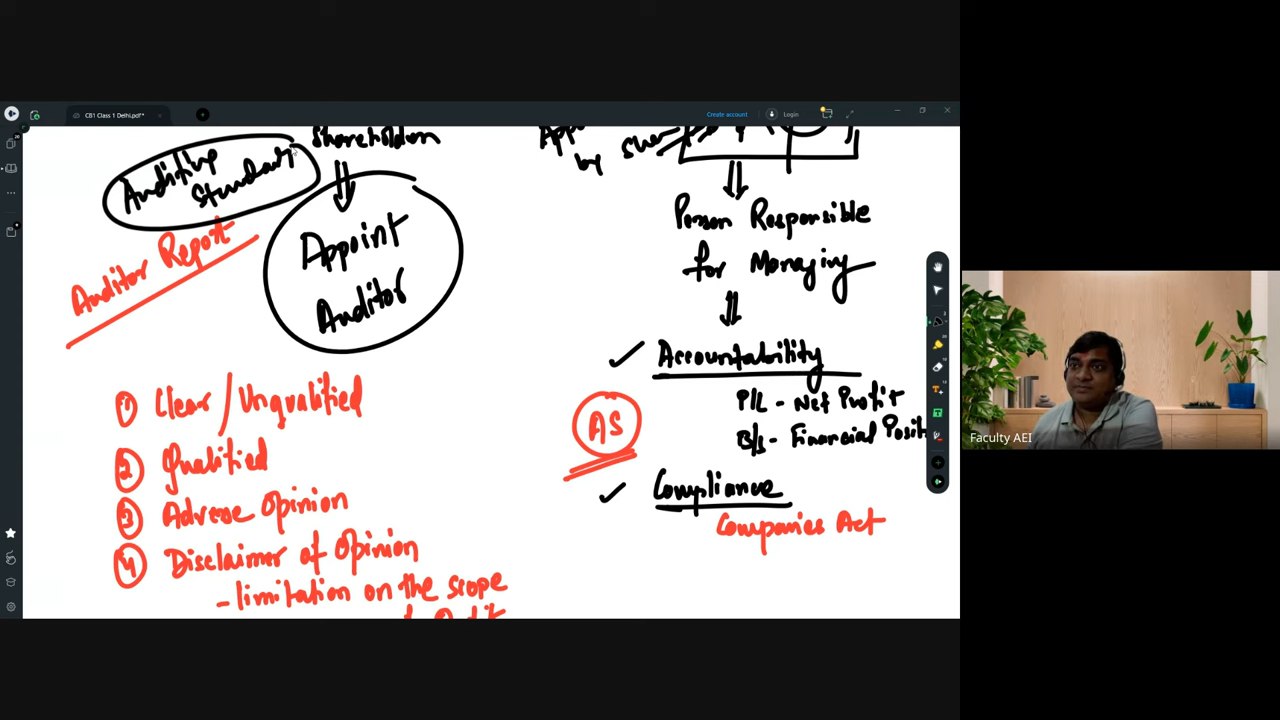 CB1 Class 1 Delhi.pdf*
Create account
Login
Shareholders
Auditing
Standards
Auditor Report
Appoint
Auditor
① Clear / Unqualified
② Qualified
③ Adverse Opinion
④ Disclaimer of Opinion
- limitation on the scope
by
Person Responsible
for Managing
Accountability
P/L - Net Profit
B/S - Financial Posit
AS
Compliance
Companies Act
Faculty AEI